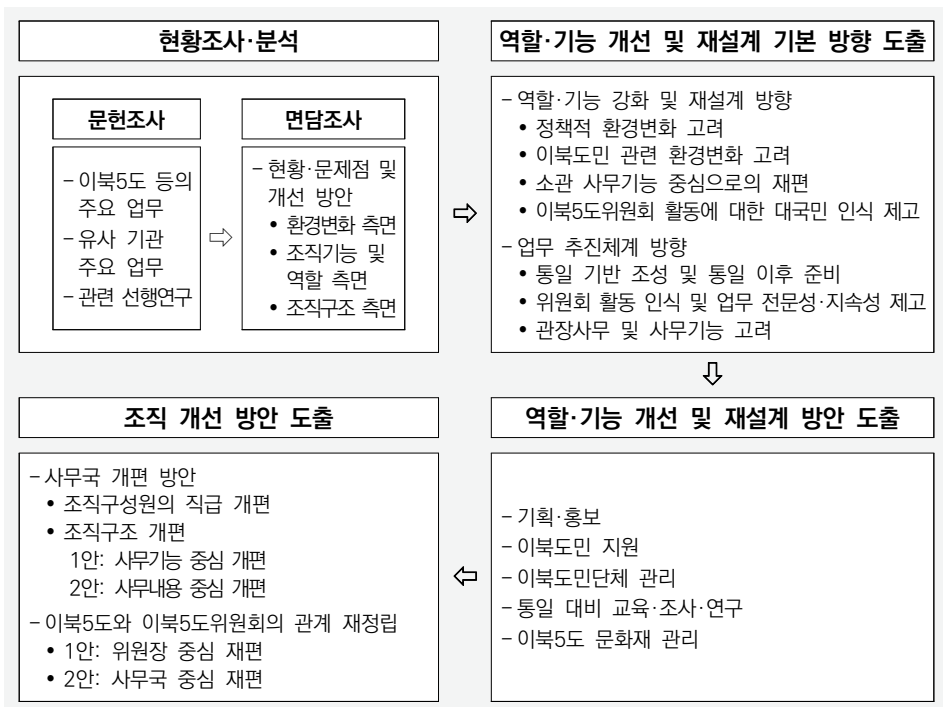 현황조사·분석
문헌조사
– 이북5도 등의
주요 업무
– 유사 기관
주요 업무
– 관련 선행연구
⇨
면담조사
– 현황·문제점 및
개선 방안
• 환경변화 측면
• 조직기능 및
역할 측면
• 조직구조 측면
⇨
역할·기능 개선 및 재설계 기본 방향 도출
– 역할·기능 강화 및 재설계 방향
• 정책적 환경변화 고려
• 이북도민 관련 환경변화 고려
• 소관 사무기능 중심으로의 재편
• 이북5도위원회 활동에 대한 대국민 인식 제고
– 업무 추진체계 방향
• 통일 기반 조성 및 통일 이후 준비
• 위원회 활동 인식 및 업무 전문성·지속성 제고
• 관장사무 및 사무기능 고려
⇩
역할·기능 개선 및 재설계 방안 도출
– 기획·홍보
– 이북도민 지원
– 이북도민단체 관리
– 통일 대비 교육·조사·연구
– 이북5도 문화재 관리
⇦
조직 개선 방안 도출
– 사무국 개편 방안
• 조직구성원의 직급 개편
• 조직구조 개편
1안: 사무기능 중심 개편
2안: 사무내용 중심 개편
– 이북5도와 이북5도위원회의 관계 재정립
• 1안: 위원장 중심 재편
• 2안: 사무국 중심 재편